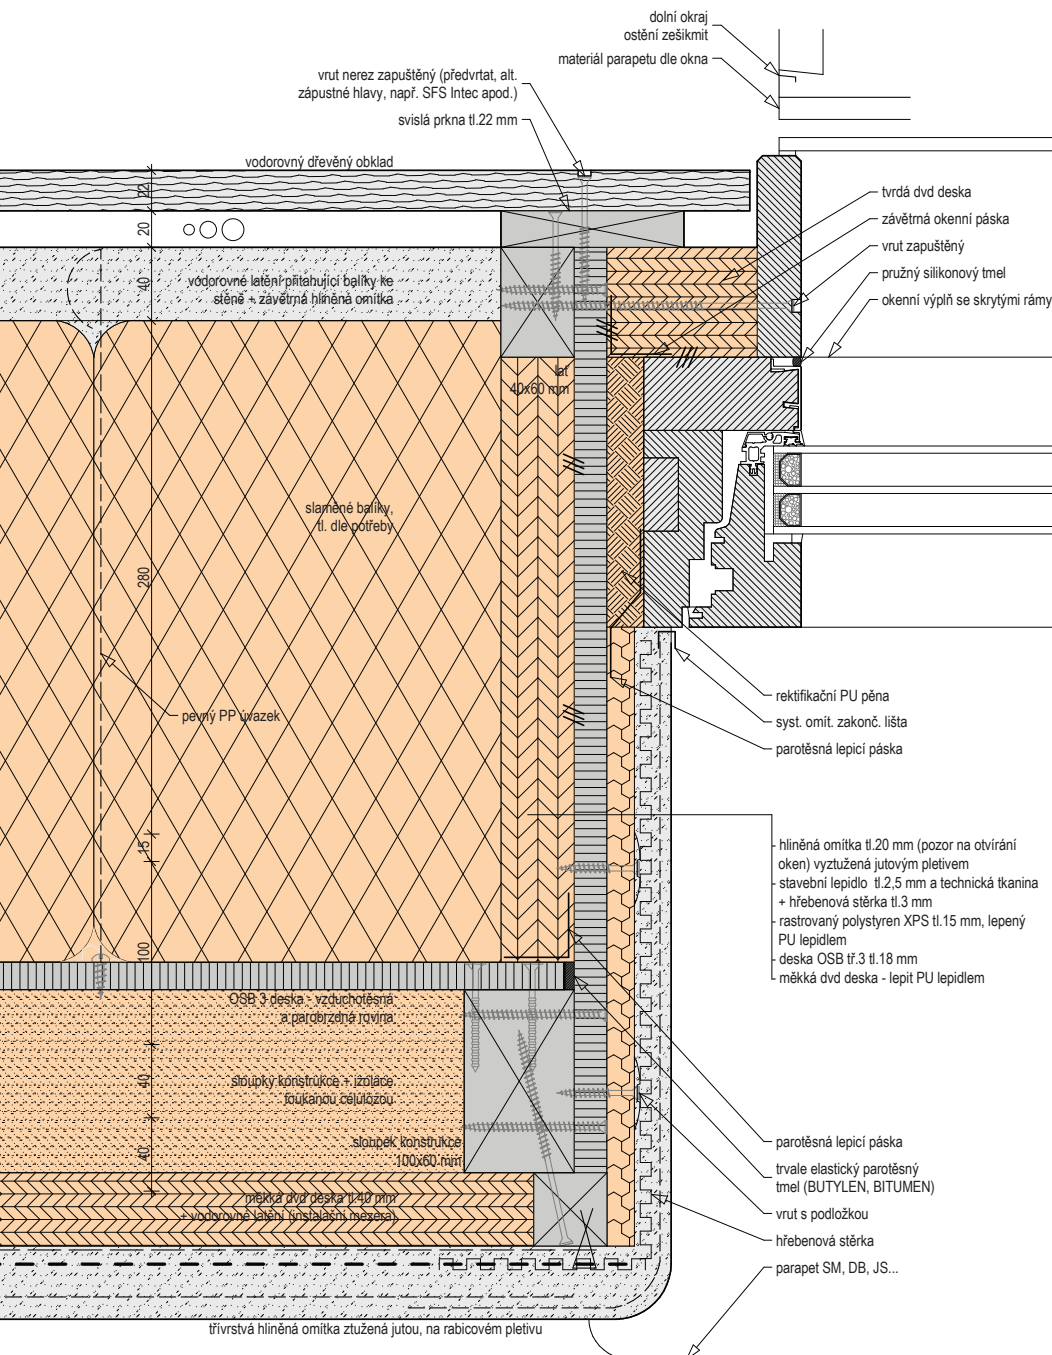 dolní okraj
ostění zešikmit
materiál parapetu dle okna
vrut nerez zapuštěný (předvrtat, alt.
zápustné hlavy, např. SFS Intec apod.)
svislá prkna tl.22 mm
vodorovný dřevěný obklad
22
20
40
vodorovné latění přitahující balíky ke
stěně + závětrná hliněná omítka
tvrdá dvd deska
závětrná okenní páska
vrut zapuštěný
pružný silikonový tmel
okenní výplň se skrytými rámy
lať
40x60 mm
slaměné balíky,
tl. dle potřeby
280
pevný PP úvazek
rektifikační PU pěna
syst. omít. zakonč. lišta
parotěsná lepicí páska
- hliněná omítka tl.20 mm (pozor na otvírání
oken) vyztužená jutovým pletivem
- stavební lepidlo tl.2,5 mm a technická tkanina
+ hřebenová stěrka tl.3 mm
- rastrovaný polystyren XPS tl.15 mm, lepený
PU lepidlem
- deska OSB tř.3 tl.18 mm
- měkká dvd deska - lepit PU lepidlem
15
100
OSB 3 deska - vzduchotěsná
a parobrzdná rovina
40
sloupky konstrukce + izolace
foukanou celulózou
sloupek konstrukce
100x60 mm
40
měkká dvd deska tl.40 mm
+ vodorovné latění (instalační mezera)
parotěsná lepicí páska
trvale elastický parotěsný
tmel (BUTYLEN, BITUMEN)
vrut s podložkou
hřebenová stěrka
parapet SM, DB, JS...
třívrstvá hliněná omítka ztužená jutou, na rabicovém pletivu